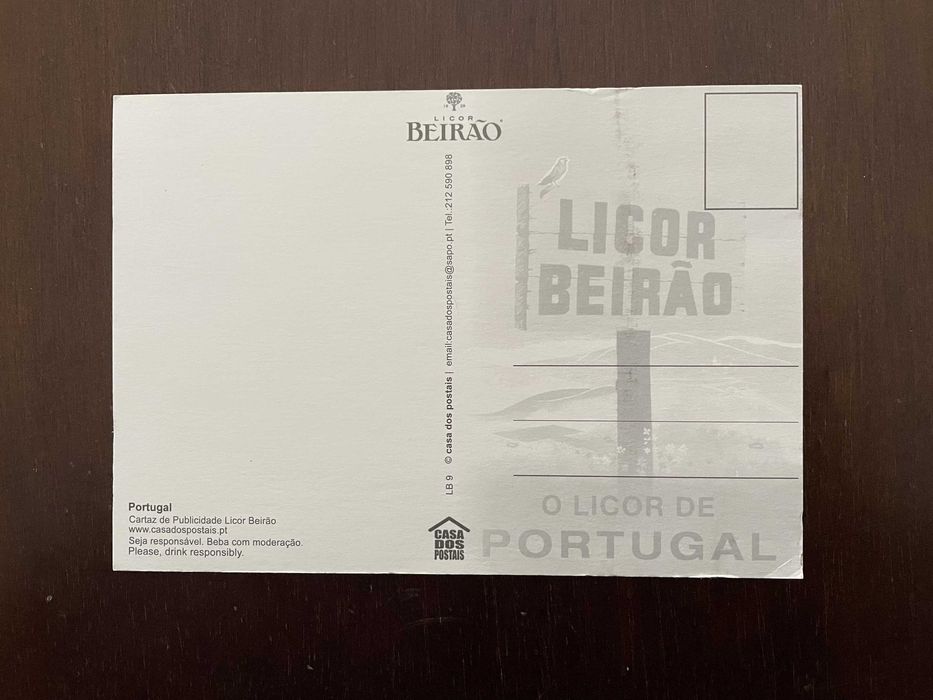 19 29
LICOR
BEIRÃO®
LB 9 © casa dos postais | email:casadospostais@sapo.pt | Tel.:212 590 898
Portugal
Cartaz de Publicidade Licor Beirão
www.casadospostais.pt
Seja responsável. Beba com moderação.
Please, drink responsibly.
CASA
DOS
POSTAIS
LICOR
BEIRÃO
O LICOR DE
PORTUGAL